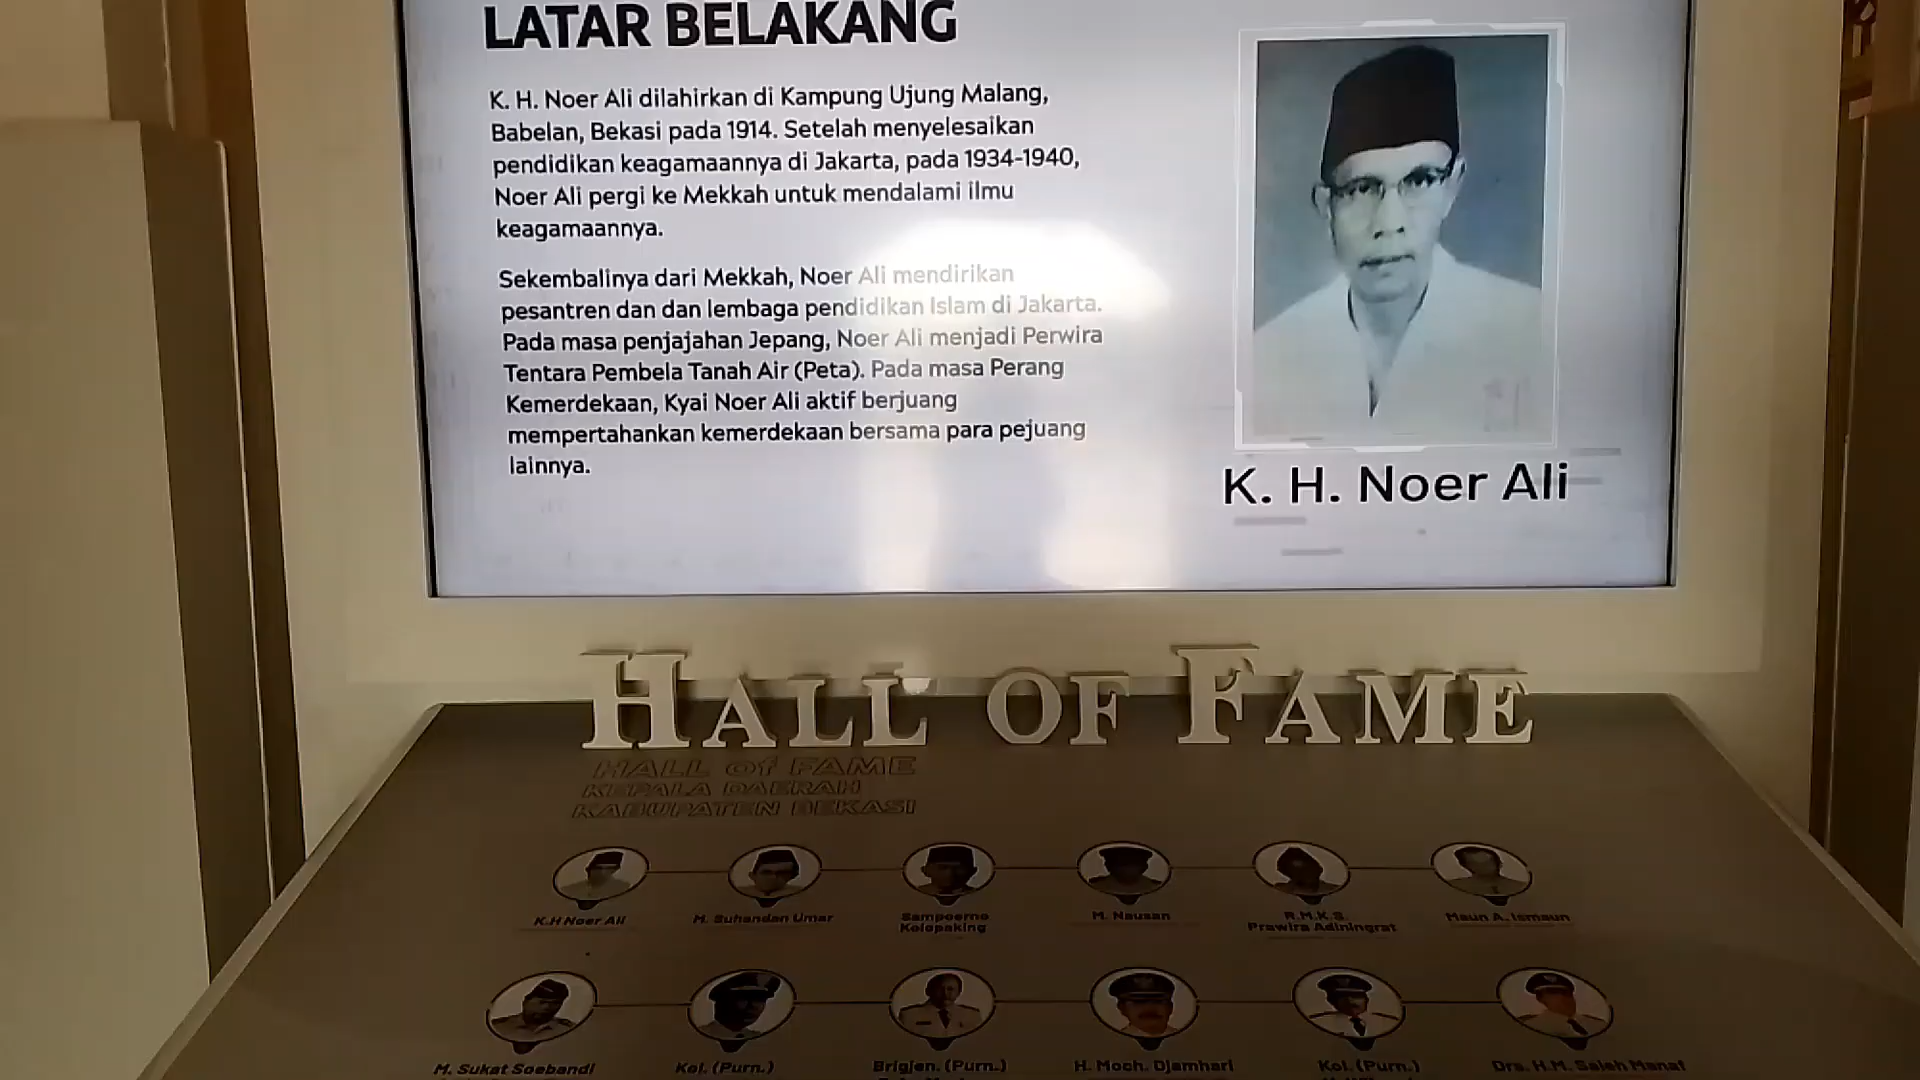 LATAR BELAKANG
K. H. Noer Ali dilahirkan di Kampung Ujung Malang,
Babelan, Bekasi pada 1914. Setelah menyelesaikan
pendidikan keagamaannya di Jakarta, pada 1934-1940,
Noer Ali pergi ke Mekkah untuk mendalami ilmu
keagamaannya.
Sekembalinya dari Mekkah, Noer Ali mendirikan
pesantren dan dan lembaga pendidikan Islam di Jakarta.
Pada masa penjajahan Jepang, Noer Ali menjadi Perwira
Tentara Pembela Tanah Air (Peta). Pada masa Perang
Kemerdekaan, Kyai Noer Ali aktif berjuang
mempertahankan kemerdekaan bersama para pejuang
lainnya.
K. H. Noer Ali
HALL OF FAME
HALL of FAME
KEPALA DAERAH
KABUPATEN BEKASI
K.H Noer Ali
M. Suhandan Umar
Sampoerno
Kolopaking
M. Nausan
R.M.K.S.
Prawira Adiningrat
Maun A. Ismaun
M. Sukat Soebandi
Kol. (Purn.)
Brigjen. (Purn.)
H. Moch. Djamhari
Kol. (Purn.)
Drs. H.M. Saleh Manaf